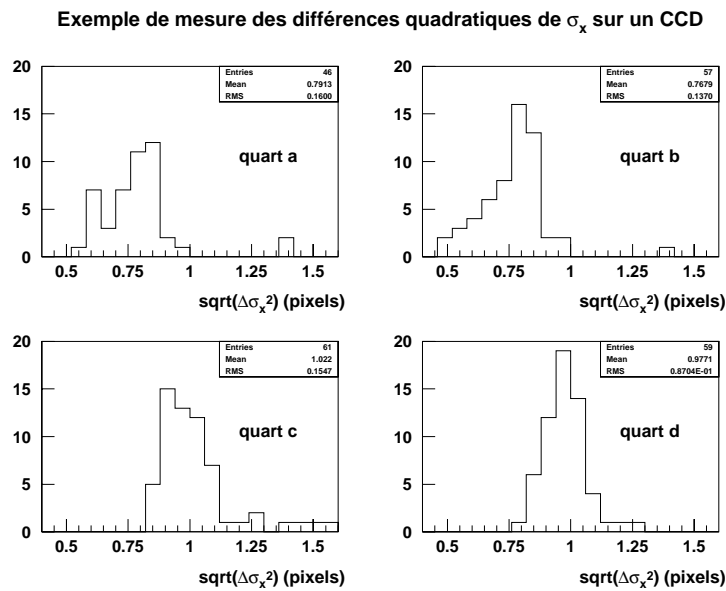 Exemple de mesure des différences quadratiques de σx sur un CCD
Entries 46
Mean 0.7913
RMS 0.1600
quart a
20
15
10
5
0
0.5 0.75 1 1.25 1.5
sqrt(Δσx²) (pixels)
Entries 57
Mean 0.7679
RMS 0.1370
quart b
20
15
10
5
0
0.5 0.75 1 1.25 1.5
sqrt(Δσx²) (pixels)
Entries 61
Mean 1.022
RMS 0.1547
quart c
20
15
10
5
0
0.5 0.75 1 1.25 1.5
sqrt(Δσx²) (pixels)
Entries 59
Mean 0.9771
RMS 0.8704E-01
quart d
20
15
10
5
0
0.5 0.75 1 1.25 1.5
sqrt(Δσx²) (pixels)